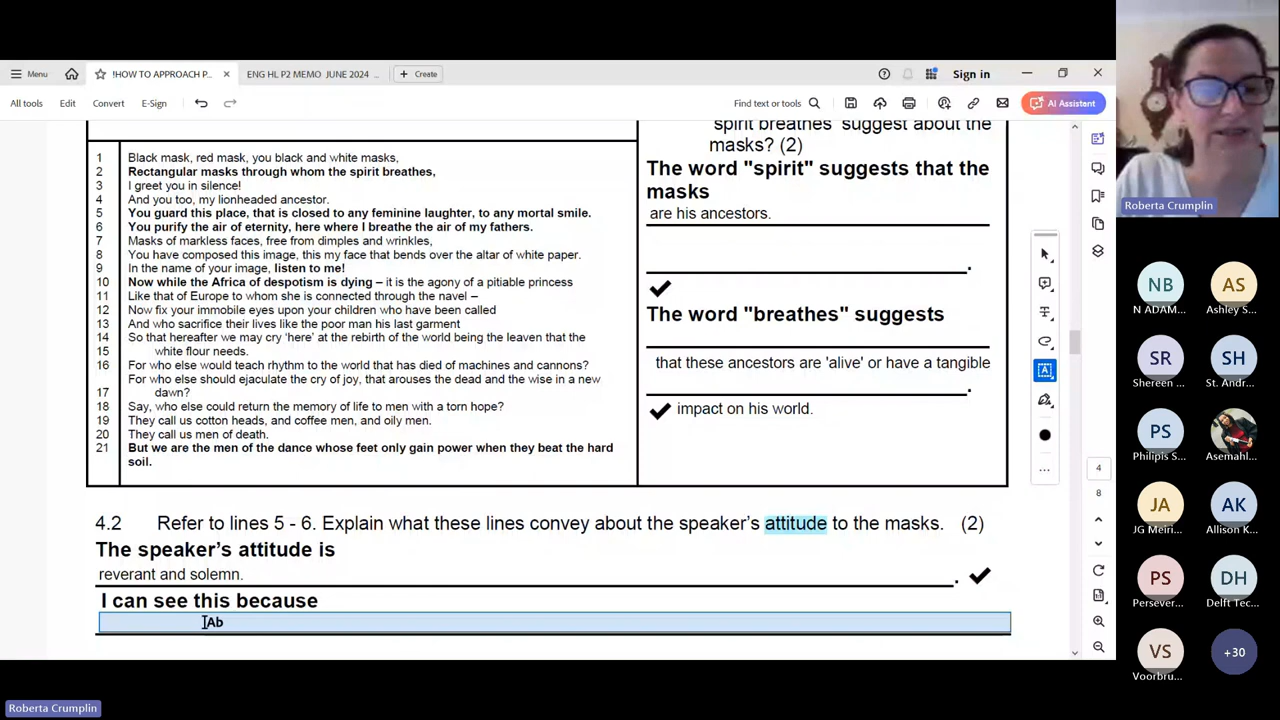 Menu
!HOW TO APPROACH P...
ENG HL P2 MEMO JUNE 2024 ...
Create
Sign in
All tools
Edit
Convert
E-Sign
Find text or tools
AI Assistant
spirit breathes' suggest about the
masks? (2)
The word "spirit" suggests that the
masks
are his ancestors.
.
The word "breathes" suggests
that these ancestors are 'alive' or have a tangible
.
impact on his world.
1 Black mask, red mask, you black and white masks,
2 Rectangular masks through whom the spirit breathes,
3 I greet you in silence!
4 And you too, my lionheaded ancestor.
5 You guard this place, that is closed to any feminine laughter, to any mortal smile.
6 You purify the air of eternity, here where I breathe the air of my fathers.
7 Masks of markless faces, free from dimples and wrinkles,
8 You have composed this image, this my face that bends over the altar of white paper.
9 In the name of your image, listen to me!
10 Now while the Africa of despotism is dying – it is the agony of a pitiable princess
11 Like that of Europe to whom she is connected through the navel –
12 Now fix your immobile eyes upon your children who have been called
13 And who sacrifice their lives like the poor man his last garment
14 So that hereafter we may cry 'here' at the rebirth of the world being the leaven that the
15 white flour needs.
16 For who else would teach rhythm to the world that has died of machines and cannons?
For who else should ejaculate the cry of joy, that arouses the dead and the wise in a new
17 dawn?
18 Say, who else could return the memory of life to men with a torn hope?
19 They call us cotton heads, and coffee men, and oily men.
20 They call us men of death.
21 But we are the men of the dance whose feet only gain power when they beat the hard
soil.
4.2 Refer to lines 5 - 6. Explain what these lines convey about the speaker's attitude to the masks. (2)
The speaker's attitude is
reverant and solemn.
.
I can see this because
Ab
4
8
Roberta Crumplin
NB
N ADAM...
AS
Ashley S...
SR
Shereen ...
SH
St. Andr...
PS
Philipis S...
Asemahl...
JA
JG Meiri...
AK
Allison K...
PS
Persever...
DH
Delft Tec...
VS
Voorbru...
+30
Roberta Crumplin